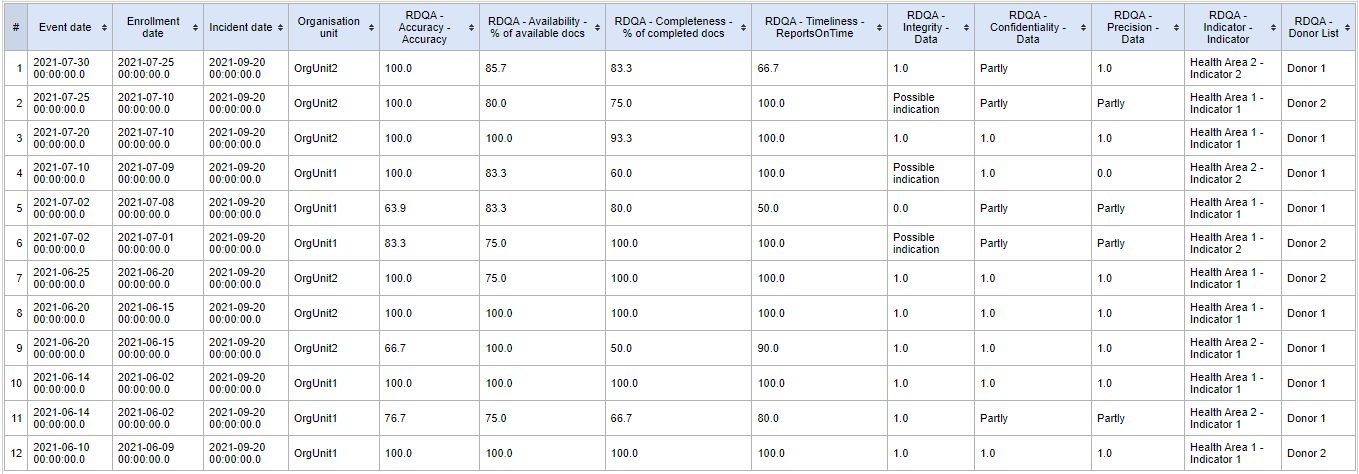 # Event date Enrollment date Incident date Organisation unit RDQA - Accuracy - Accuracy RDQA - Availability - % of available docs RDQA - Completeness - % of completed docs RDQA - Timeliness - ReportsOnTime RDQA - Integrity - Data RDQA - Confidentiality - Data RDQA - Precision - Data RDQA - Indicator - Indicator RDQA - Donor List
1 2021-07-30 00:00:00.0 2021-07-25 00:00:00.0 2021-09-20 00:00:00.0 OrgUnit2 100.0 85.7 83.3 66.7 1.0 Partly 1.0 Health Area 2 - Indicator 2 Donor 1
2 2021-07-25 00:00:00.0 2021-07-10 00:00:00.0 2021-09-20 00:00:00.0 OrgUnit2 100.0 80.0 75.0 100.0 Possible indication Partly Partly Health Area 1 - Indicator 1 Donor 2
3 2021-07-20 00:00:00.0 2021-07-10 00:00:00.0 2021-09-20 00:00:00.0 OrgUnit2 100.0 100.0 93.3 100.0 1.0 1.0 1.0 Health Area 1 - Indicator 1 Donor 1
4 2021-07-10 00:00:00.0 2021-07-09 00:00:00.0 2021-09-20 00:00:00.0 OrgUnit2 100.0 83.3 60.0 100.0 Possible indication 1.0 0.0 Health Area 2 - Indicator 2 Donor 1
5 2021-07-02 00:00:00.0 2021-07-08 00:00:00.0 2021-09-20 00:00:00.0 OrgUnit1 63.9 83.3 80.0 50.0 0.0 Partly Partly Health Area 1 - Indicator 1 Donor 1
6 2021-07-02 00:00:00.0 2021-07-01 00:00:00.0 2021-09-20 00:00:00.0 OrgUnit1 83.3 75.0 100.0 100.0 Possible indication Partly Partly Health Area 1 - Indicator 2 Donor 2
7 2021-06-25 00:00:00.0 2021-06-20 00:00:00.0 2021-09-20 00:00:00.0 OrgUnit2 100.0 75.0 100.0 100.0 1.0 1.0 1.0 Health Area 1 - Indicator 1 Donor 2
8 2021-06-20 00:00:00.0 2021-06-15 00:00:00.0 2021-09-20 00:00:00.0 OrgUnit2 100.0 100.0 100.0 100.0 1.0 1.0 1.0 Health Area 1 - Indicator 1 Donor 1
9 2021-06-20 00:00:00.0 2021-06-15 00:00:00.0 2021-09-20 00:00:00.0 OrgUnit2 66.7 100.0 50.0 90.0 1.0 1.0 1.0 Health Area 2 - Indicator 1 Donor 1
10 2021-06-14 00:00:00.0 2021-06-02 00:00:00.0 2021-09-20 00:00:00.0 OrgUnit1 100.0 100.0 100.0 100.0 1.0 1.0 1.0 Health Area 1 - Indicator 1 Donor 1
11 2021-06-14 00:00:00.0 2021-06-02 00:00:00.0 2021-09-20 00:00:00.0 OrgUnit1 76.7 75.0 66.7 80.0 1.0 Partly Partly Health Area 2 - Indicator 1 Donor 1
12 2021-06-10 00:00:00.0 2021-06-09 00:00:00.0 2021-09-20 00:00:00.0 OrgUnit1 100.0 100.0 100.0 100.0 1.0 1.0 1.0 Health Area 1 - Indicator 1 Donor 2